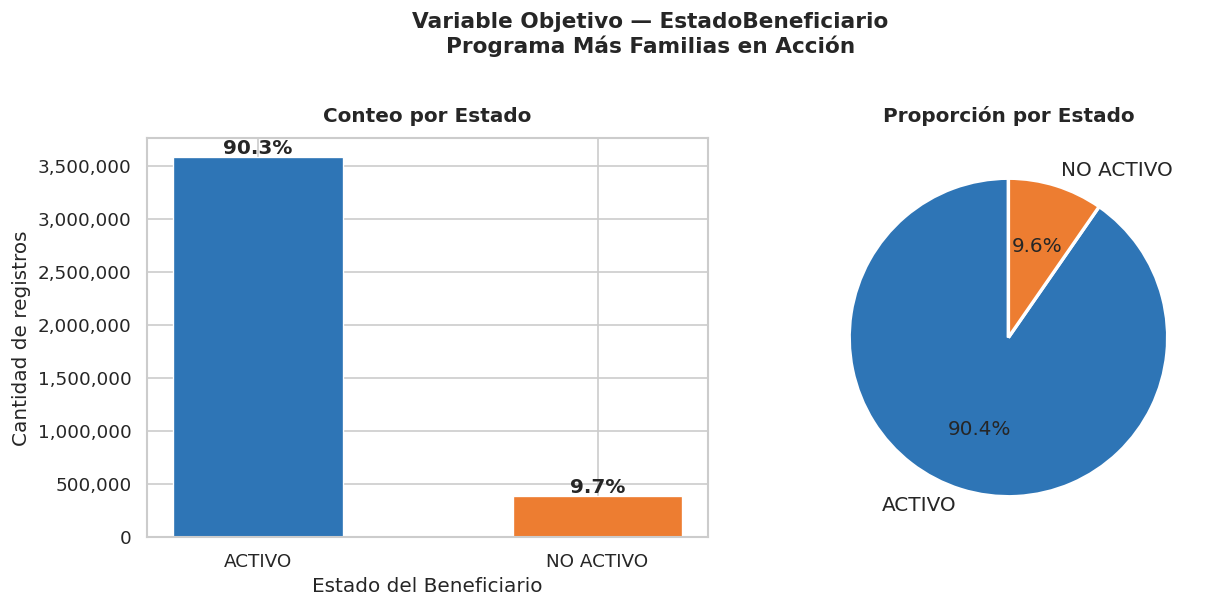 Variable Objetivo — EstadoBeneficiario
Programa Más Familias en Acción
Conteo por Estado
90.3%
3,500,000
3,000,000
2,500,000
2,000,000
1,500,000
1,000,000
500,000
0
Cantidad de registros
9.7%
ACTIVO
NO ACTIVO
Estado del Beneficiario
Proporción por Estado
NO ACTIVO
9.6%
90.4%
ACTIVO